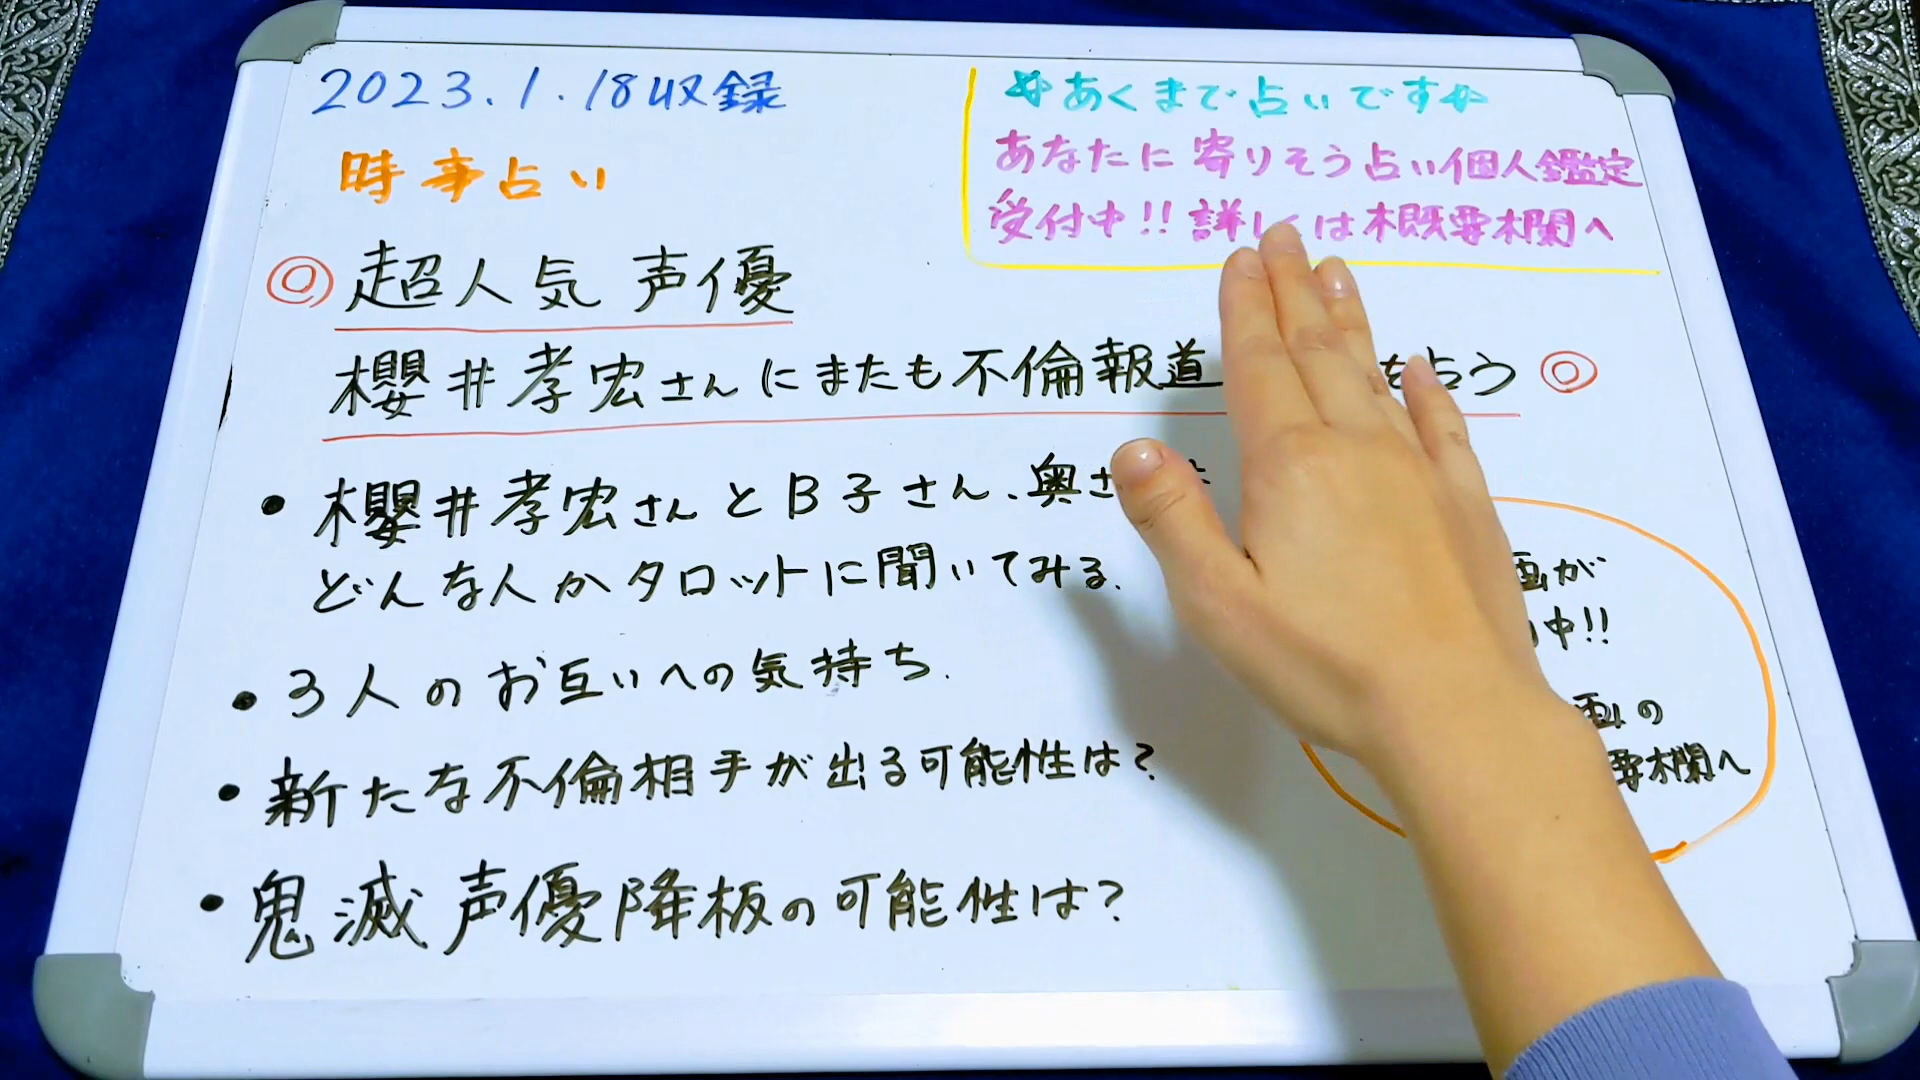 2023.1.18収録
時事占い
✡あくまで占いです✡
あなたに寄りそう占い個人鑑定
受付中!!詳しくは概要欄へ
◎超人気声優
櫻井孝宏さんにまたも不倫報道 を占う◎
・櫻井孝宏さんとB子さん、奥さ
どんな人かタロットに聞いてみる.
・3人のお互いへの気持ち.
・新たな不倫相手が出る可能性は?
・鬼滅声優降板の可能性は?
画が
中!!
画の
要欄へ